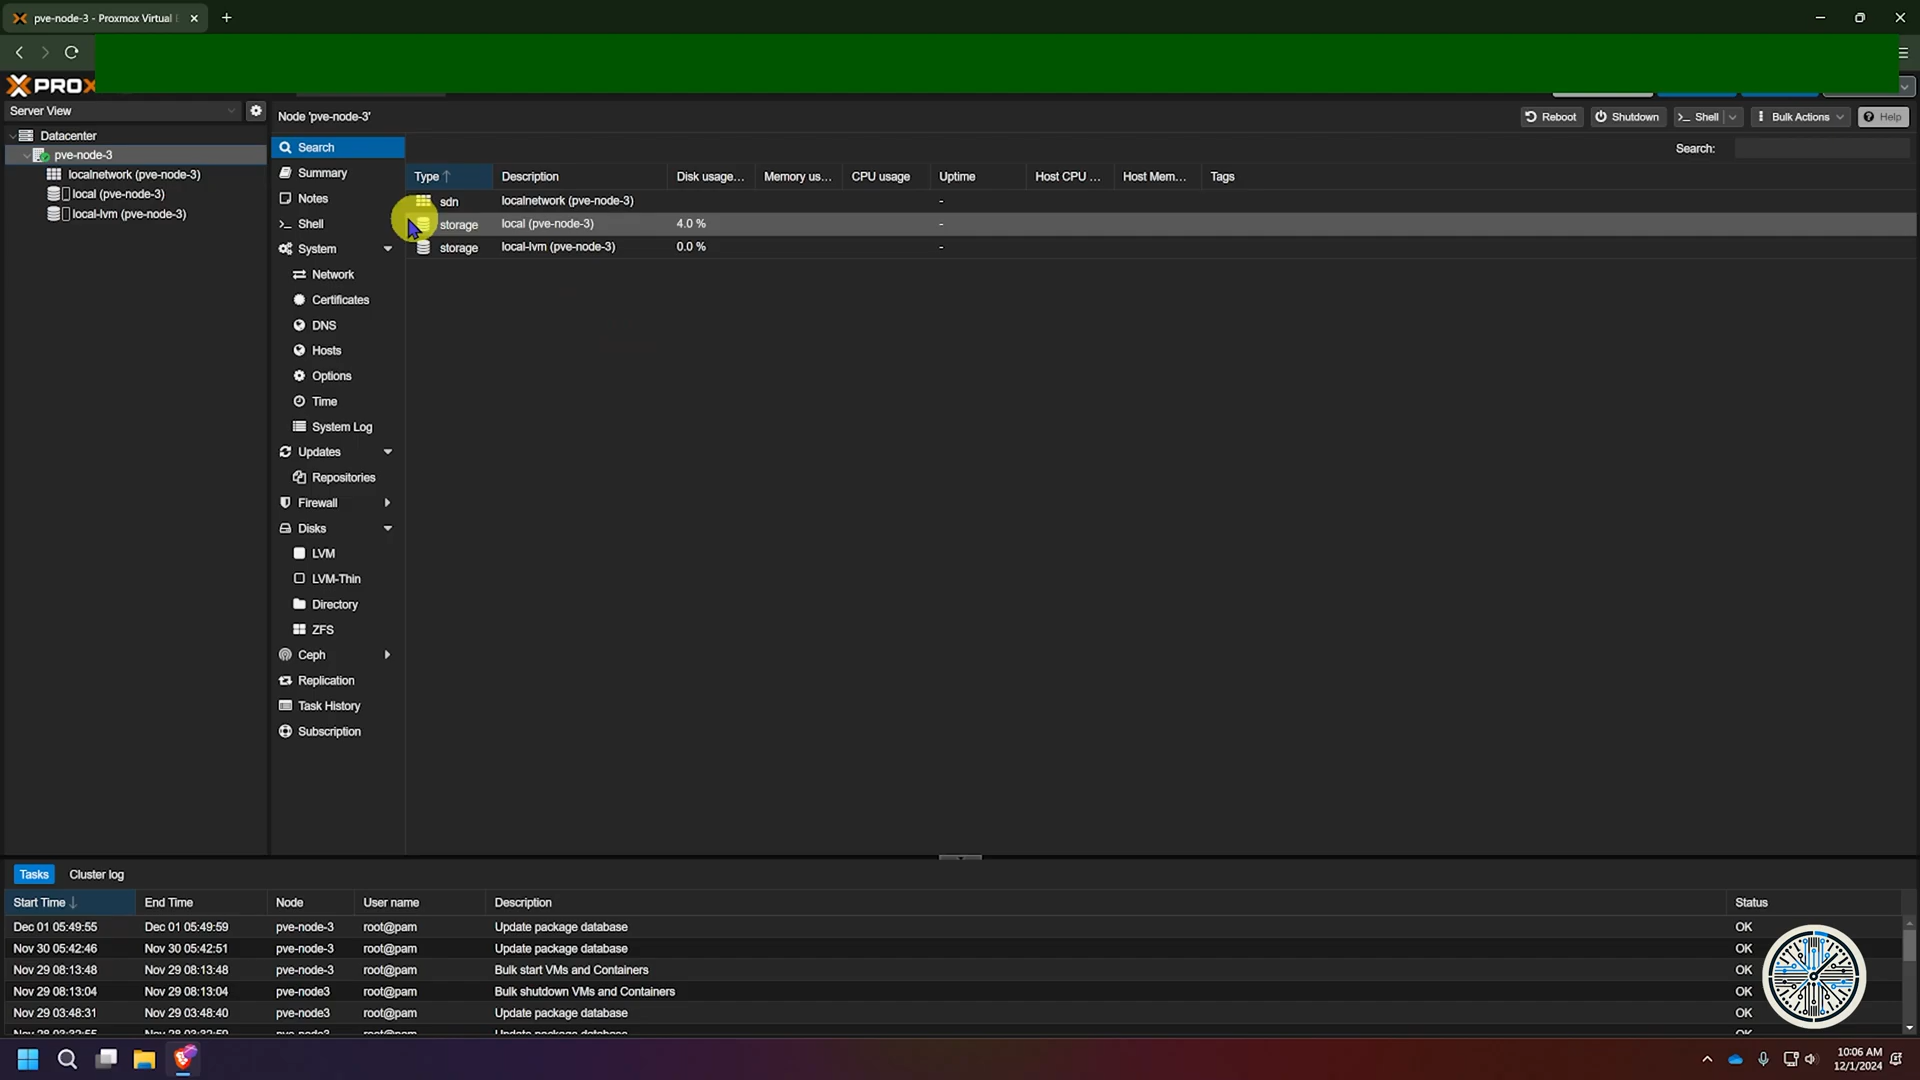 pve-node-3 - Proxmox Virtual
PROX
Server View
Node 'pve-node-3'
Reboot
Shutdown
>_ Shell
Bulk Actions
Help
Datacenter
pve-node-3
localnetwork (pve-node-3)
local (pve-node-3)
local-lvm (pve-node-3)
Search
Summary
Notes
>_ Shell
System
Network
Certificates
DNS
Hosts
Options
Time
System Log
Updates
Repositories
Firewall
Disks
LVM
LVM-Thin
Directory
ZFS
Ceph
Replication
Task History
Subscription
Search:
Type Description Disk usage... Memory us... CPU usage Uptime Host CPU ... Host Mem... Tags
sdn localnetwork (pve-node-3) -
storage local (pve-node-3) 4.0 % -
storage local-lvm (pve-node-3) 0.0 % -
Tasks Cluster log
Start Time End Time Node User name Description Status
Dec 01 05:49:55 Dec 01 05:49:59 pve-node-3 root@pam Update package database OK
Nov 30 05:42:46 Nov 30 05:42:51 pve-node-3 root@pam Update package database OK
Nov 29 08:13:48 Nov 29 08:13:48 pve-node-3 root@pam Bulk start VMs and Containers OK
Nov 29 08:13:04 Nov 29 08:13:04 pve-node3 root@pam Bulk shutdown VMs and Containers OK
Nov 29 03:48:31 Nov 29 03:48:40 pve-node3 root@pam Update package database OK
pve-node3 root@pam Update package database OK
10:06 AM
12/1/2024